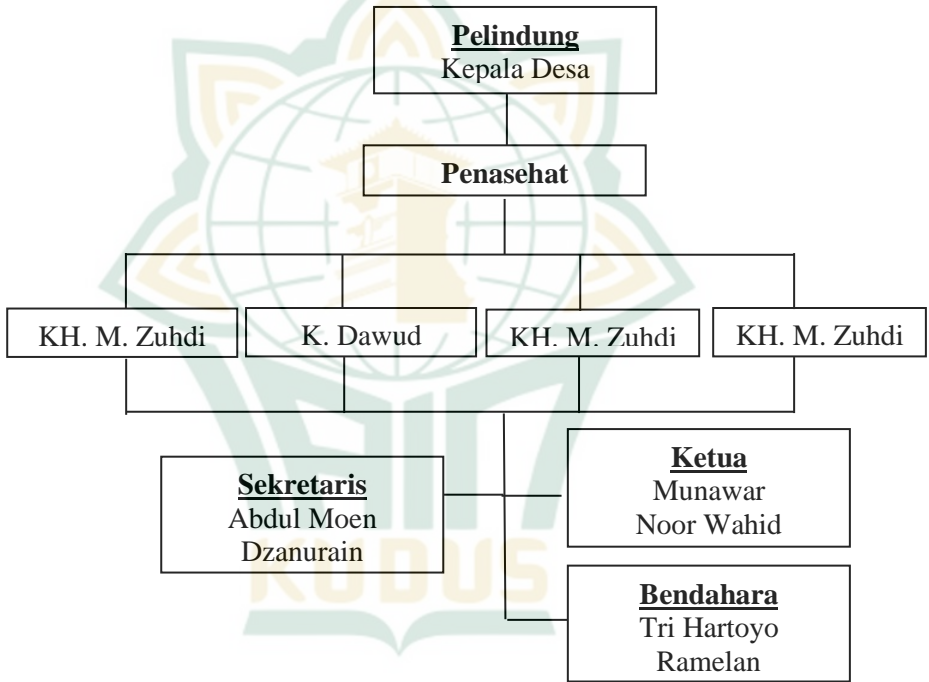 Pelindung
Kepala Desa
Penasehat
KH. M. Zuhdi
K. Dawud
KH. M. Zuhdi
KH. M. Zuhdi
Sekretaris
Abdul Moen
Dzanurain
Ketua
Munawar
Noor Wahid
Bendahara
Tri Hartoyo
Ramelan
KUDUS